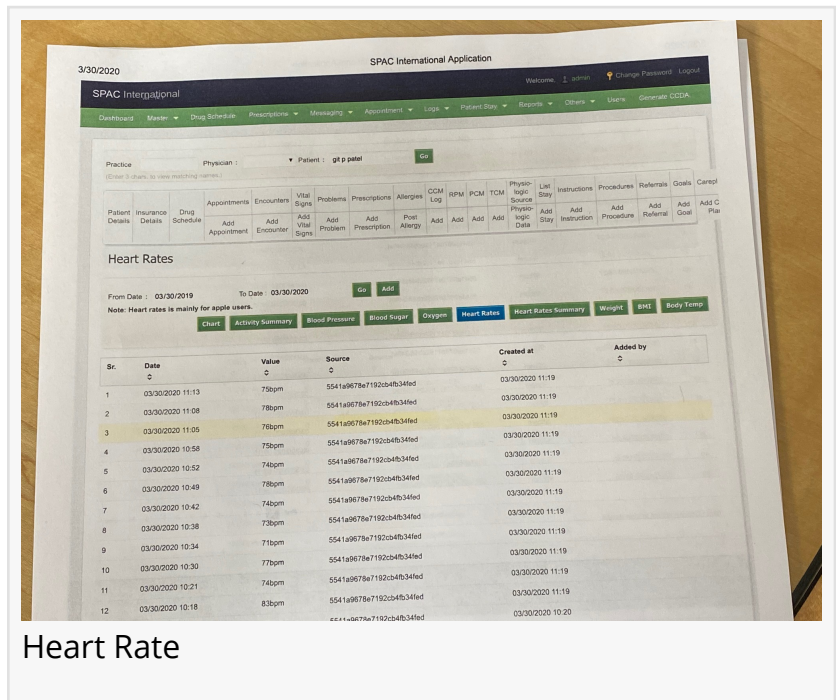 3/30/2020 SPAC International Application
SPAC International Welcome, admin Change Password Logout
Dashboard Master Drug Schedule Prescriptions Messaging Appointment Logs Patient Stay Reports Others Users Generate CCDA
Practice Physician : Patient : git p patel Go
(Enter 3 chars, to view matching names.)
Patient Details Insurance Details Drug Schedule Appointments Encounters Vital Signs Problems Prescriptions Allergies CCM Log RPM PCM TCM Physio-logic Source List Stay Instructions Procedures Referrals Goals Carepl
Add Appointment Add Encounter Add Vital Signs Add Problem Add Prescription Post Allergy Add Add Add Add Physio-logic Data Add Stay Add Instruction Add Procedure Add Referral Add Goal Add C Plan
Heart Rates
From Date : 03/30/2019 To Date : 03/30/2020 Go Add
Note: Heart rates is mainly for apple users.
Chart Activity Summary Blood Pressure Blood Sugar Oxygen Heart Rates Heart Rates Summary Weight BMI Body Temp
Sr. Date Value Source Created at Added by
1 03/30/2020 11:13 75bpm 5541a9678e7192cb4fb34fed 03/30/2020 11:19
2 03/30/2020 11:08 78bpm 5541a9678e7192cb4fb34fed 03/30/2020 11:19
3 03/30/2020 11:05 76bpm 5541a9678e7192cb4fb34fed 03/30/2020 11:19
4 03/30/2020 10:58 75bpm 5541a9678e7192cb4fb34fed 03/30/2020 11:19
5 03/30/2020 10:52 74bpm 5541a9678e7192cb4fb34fed 03/30/2020 11:19
6 03/30/2020 10:49 78bpm 5541a9678e7192cb4fb34fed 03/30/2020 11:19
7 03/30/2020 10:42 74bpm 5541a9678e7192cb4fb34fed 03/30/2020 11:19
8 03/30/2020 10:38 73bpm 5541a9678e7192cb4fb34fed 03/30/2020 11:19
9 03/30/2020 10:34 71bpm 5541a9678e7192cb4fb34fed 03/30/2020 11:19
10 03/30/2020 10:30 77bpm 5541a9678e7192cb4fb34fed 03/30/2020 11:19
11 03/30/2020 10:21 74bpm 5541a9678e7192cb4fb34fed 03/30/2020 11:19
12 03/30/2020 10:18 83bpm 5541a9678e7192cb4fb34fed 03/30/2020 10:20
Heart Rate